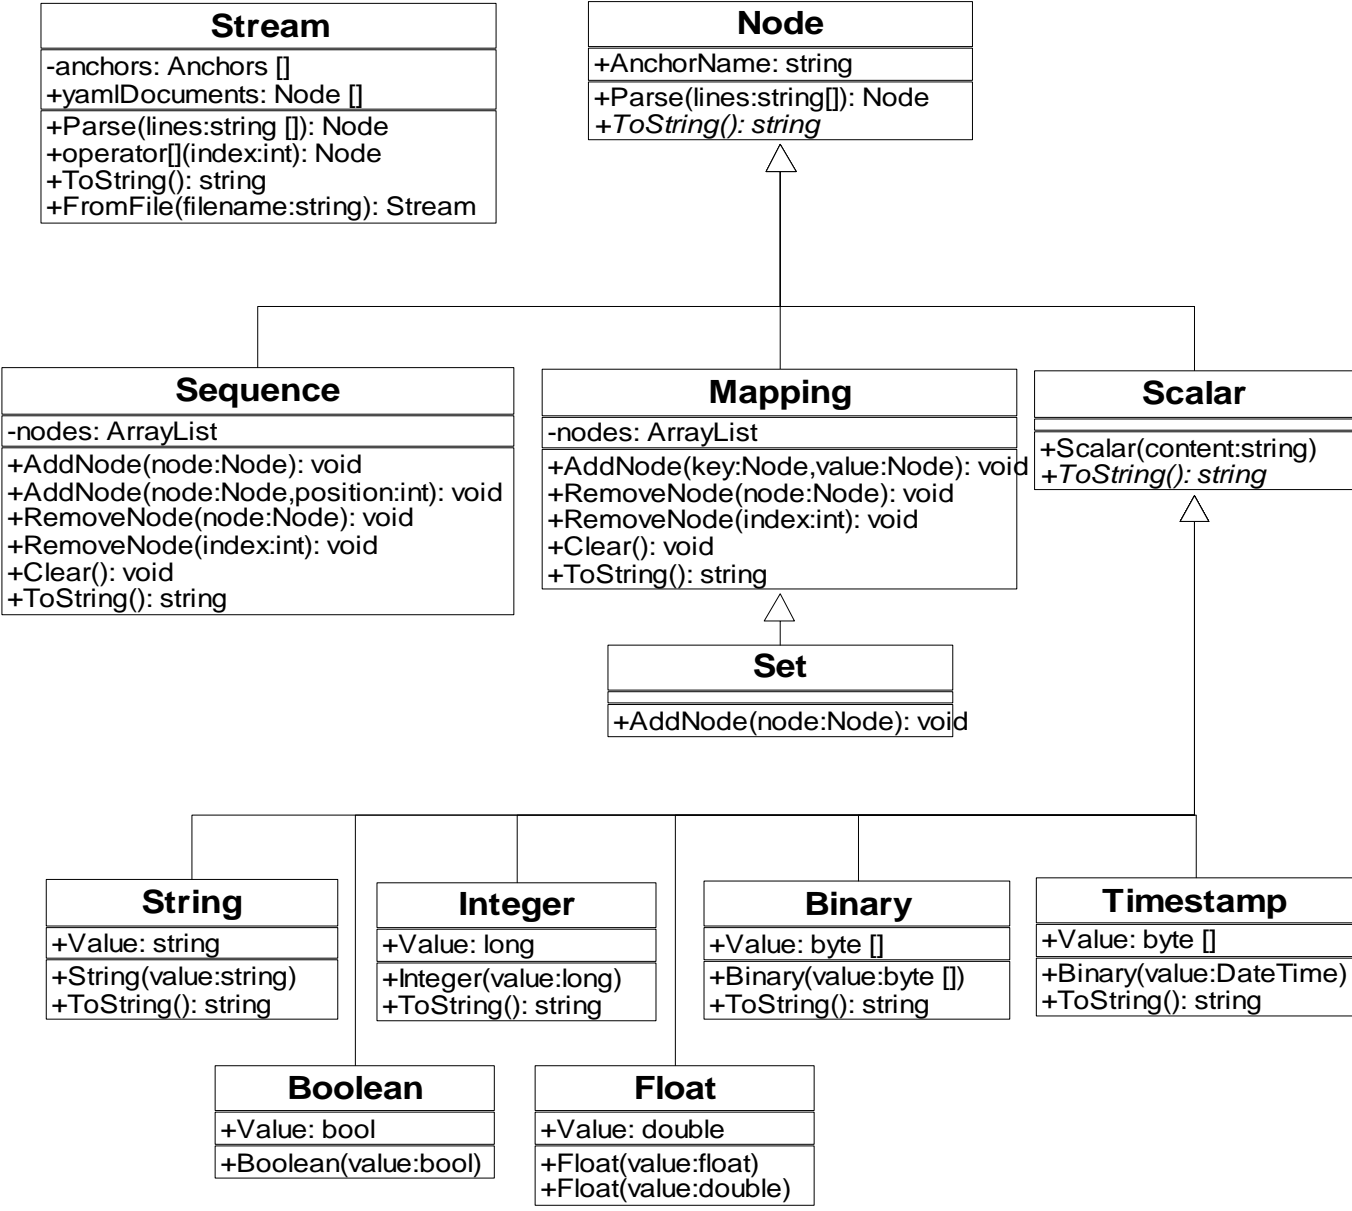 Stream
-anchors: Anchors []
+yamlDocuments: Node []
+Parse(lines:string []): Node
+operator[](index:int): Node
+ToString(): string
+FromFile(filename:string): Stream
Node
+AnchorName: string
+Parse(lines:string[]): Node
+ToString(): string
Sequence
-nodes: ArrayList
+AddNode(node:Node): void
+AddNode(node:Node,position:int): void
+RemoveNode(node:Node): void
+RemoveNode(index:int): void
+Clear(): void
+ToString(): string
Mapping
-nodes: ArrayList
+AddNode(key:Node,value:Node): void
+RemoveNode(node:Node): void
+RemoveNode(index:int): void
+Clear(): void
+ToString(): string
Scalar
+Scalar(content:string)
+ToString(): string
Set
+AddNode(node:Node): void
String
+Value: string
+String(value:string)
+ToString(): string
Integer
+Value: long
+Integer(value:long)
+ToString(): string
Binary
+Value: byte []
+Binary(value:byte [])
+ToString(): string
Timestamp
+Value: byte []
+Binary(value:DateTime)
+ToString(): string
Boolean
+Value: bool
+Boolean(value:bool)
Float
+Value: double
+Float(value:float)
+Float(value:double)